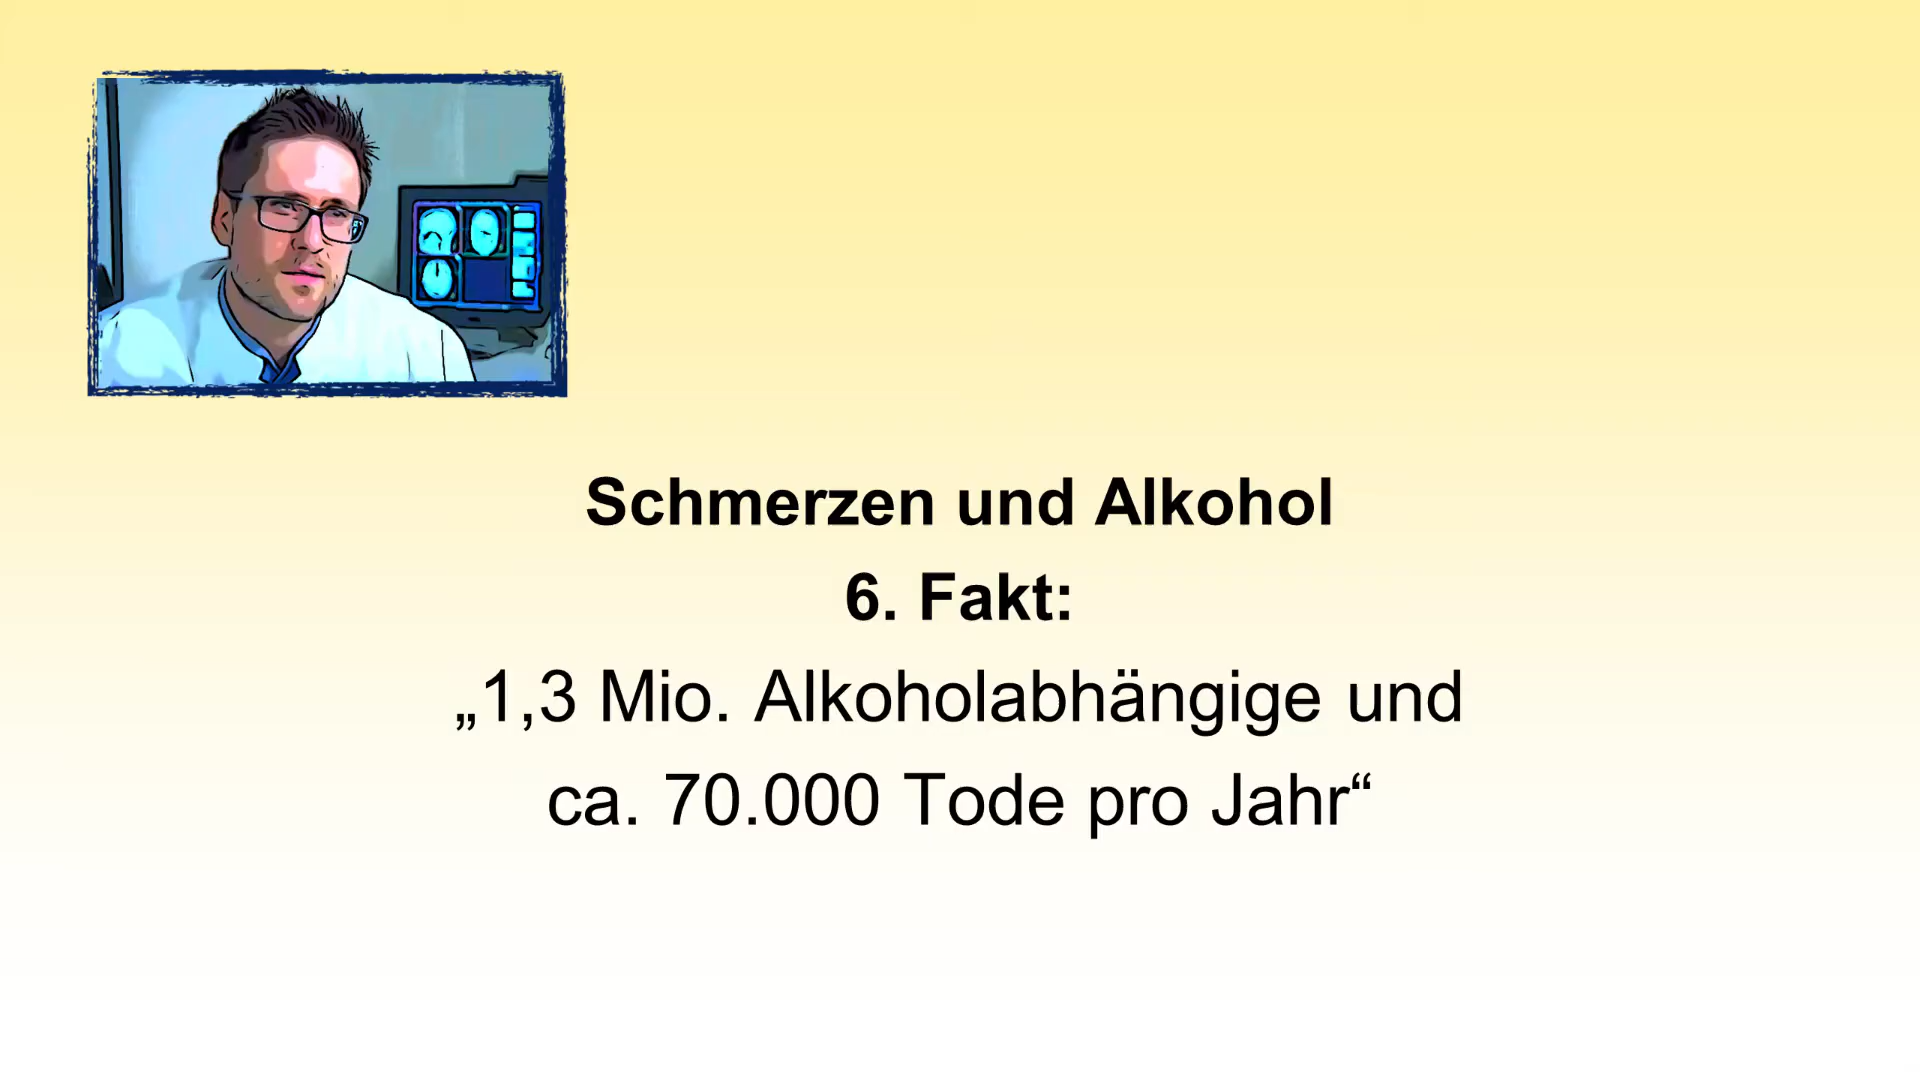 Schmerzen und Alkohol
6. Fakt:
„1,3 Mio. Alkoholabhängige und
ca. 70.000 Tode pro Jahr“